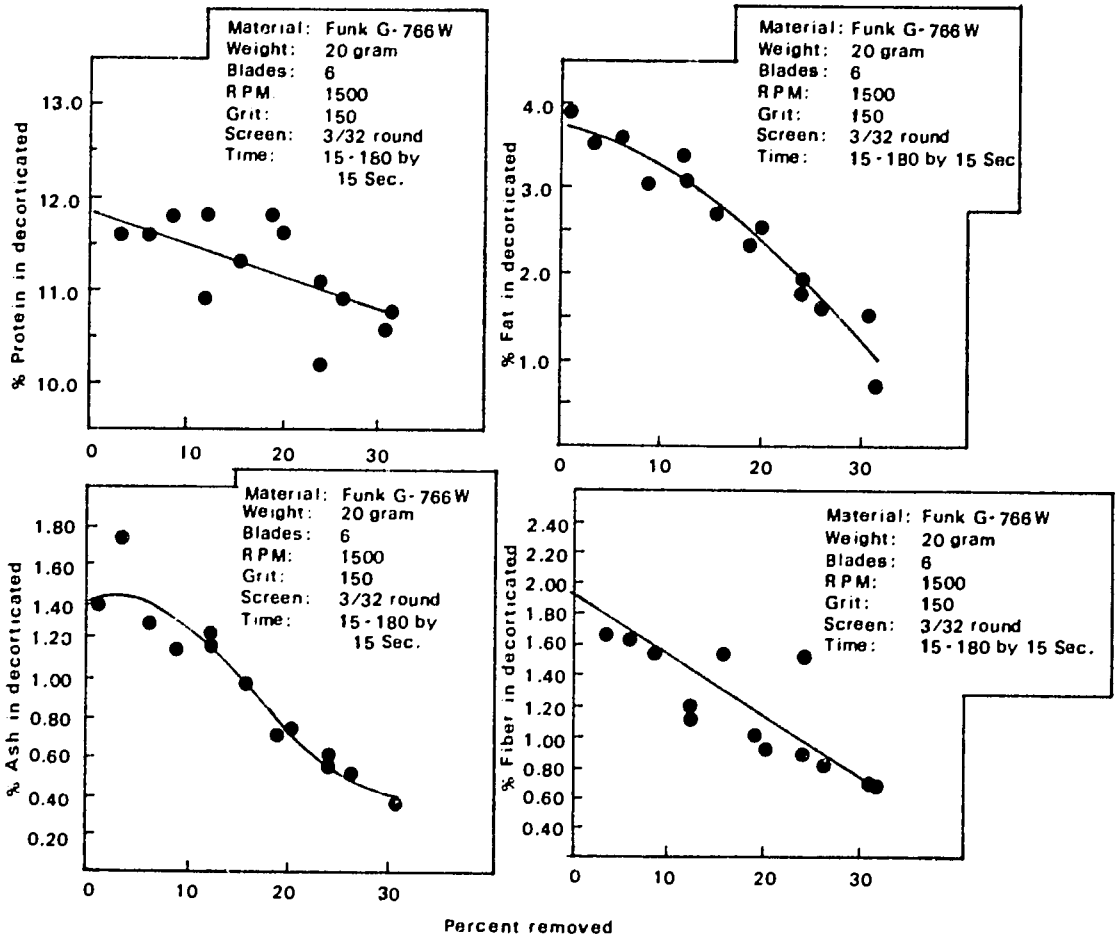 Material: Funk G-766W
Weight: 20 gram
Blades: 6
RPM 1500
Grit: 150
Screen: 3/32 round
Time: 15-180 by
15 Sec.
% Protein in decorticated
13.0
12.0
11.0
10.0
0 10 20 30
Material: Funk G-766W
Weight: 20 gram
Blades: 6
RPM: 1500
Grit: 150
Screen: 3/32 round
Time: 15-180 by 15 Sec
% Fat in decorticated
4.0
3.0
2.0
1.0
0 10 20 30
Material: Funk G-766W
Weight: 20 gram
Blades: 6
RPM: 1500
Grit: 150
Screen: 3/32 round
Time: 15-180 by
15 Sec.
% Ash in decorticated
1.80
1.40
1.20
1.00
0.80
0.60
0.40
0.20
0 10 20 30
Material: Funk G-766W
Weight: 20 gram
Blades: 6
RPM: 1500
Grit: 150
Screen: 3/32 round
Time: 15-180 by 15 Sec.
% Fiber in decorticated
2.40
2.20
2.00
1.80
1.60
1.20
1.00
0.80
0.60
0.40
0 10 20 30
Percent removed